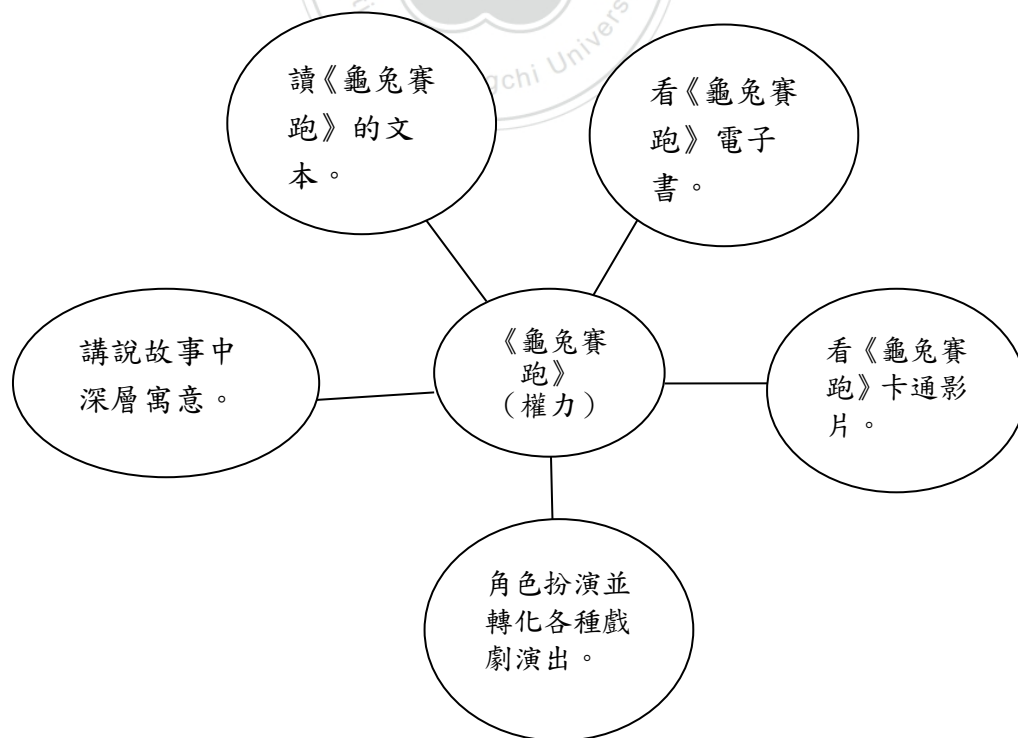 gchi Univers
讀《龜兔賽
跑》的文
本。
看《龜兔賽
跑》電子
書。
講說故事中
深層寓意。
《龜兔賽
跑》
（權力）
看《龜兔賽
跑》卡通影
片。
角色扮演並
轉化各種戲
劇演出。